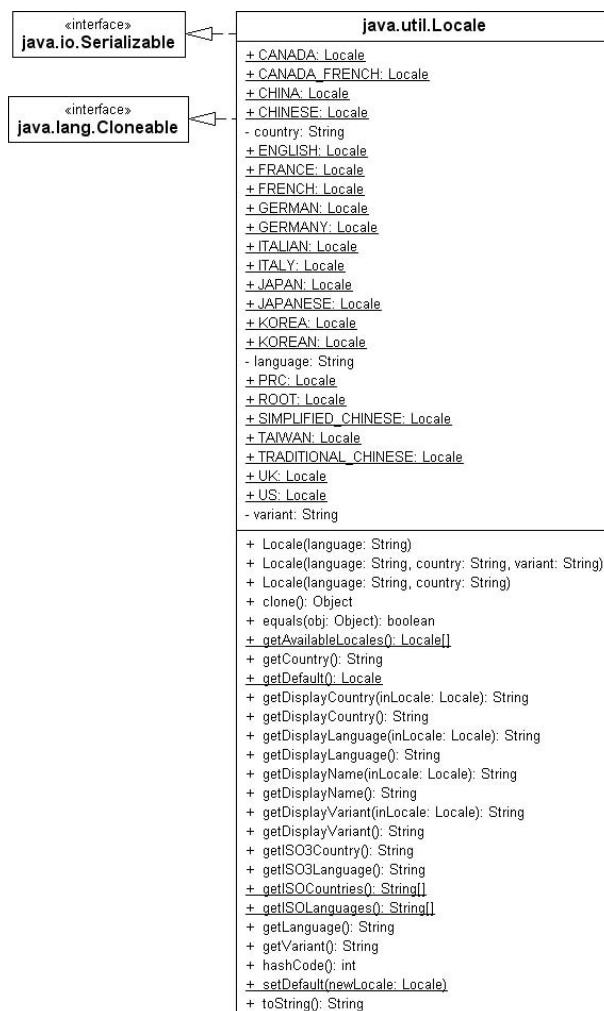 «interface»
java.io.Serializable
«interface»
java.lang.Cloneable
java.util.Locale
+ CANADA: Locale
+ CANADA_FRENCH: Locale
+ CHINA: Locale
+ CHINESE: Locale
- country: String
+ ENGLISH: Locale
+ FRANCE: Locale
+ FRENCH: Locale
+ GERMAN: Locale
+ GERMANY: Locale
+ ITALIAN: Locale
+ ITALY: Locale
+ JAPAN: Locale
+ JAPANESE: Locale
+ KOREA: Locale
+ KOREAN: Locale
- language: String
+ PRC: Locale
+ ROOT: Locale
+ SIMPLIFIED_CHINESE: Locale
+ TAIWAN: Locale
+ TRADITIONAL_CHINESE: Locale
+ UK: Locale
+ US: Locale
- variant: String
+ Locale(language: String)
+ Locale(language: String, country: String, variant: String)
+ Locale(language: String, country: String)
+ clone(): Object
+ equals(obj: Object): boolean
+ getAvailableLocales(): Locale[]
+ getCountry(): String
+ getDefault(): Locale
+ getDisplayCountry(inLocale: Locale): String
+ getDisplayCountry(): String
+ getDisplayLanguage(inLocale: Locale): String
+ getDisplayLanguage(): String
+ getDisplayName(inLocale: Locale): String
+ getDisplayName(): String
+ getDisplayVariant(inLocale: Locale): String
+ getDisplayVariant(): String
+ getISO3Country(): String
+ getISO3Language(): String
+ getISOCountries(): String[]
+ getISOLanguages(): String[]
+ getLanguage(): String
+ getVariant(): String
+ hashCode(): int
+ setDefault(newLocale: Locale)
+ toString(): String